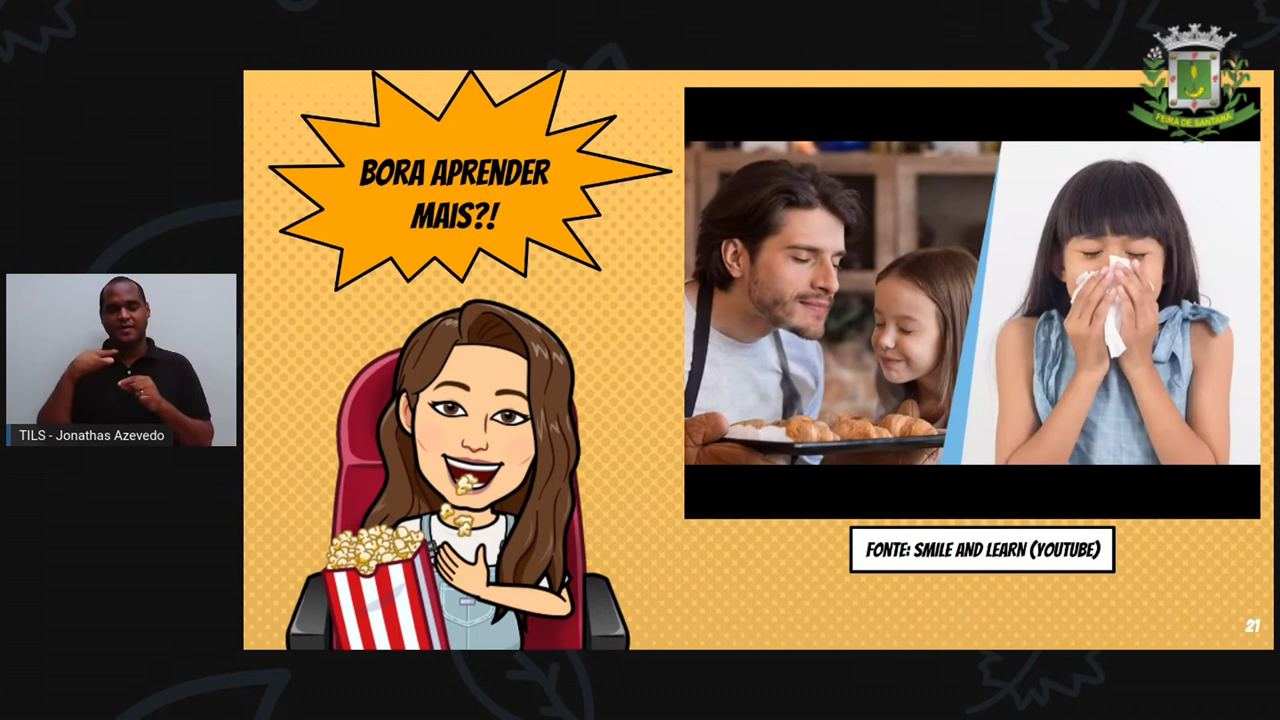 BORA APRENDER
MAIS?!
FEIRA DE SANTANA
TILS - Jonathas Azevedo
FONTE: SMILE AND LEARN (YOUTUBE)
21